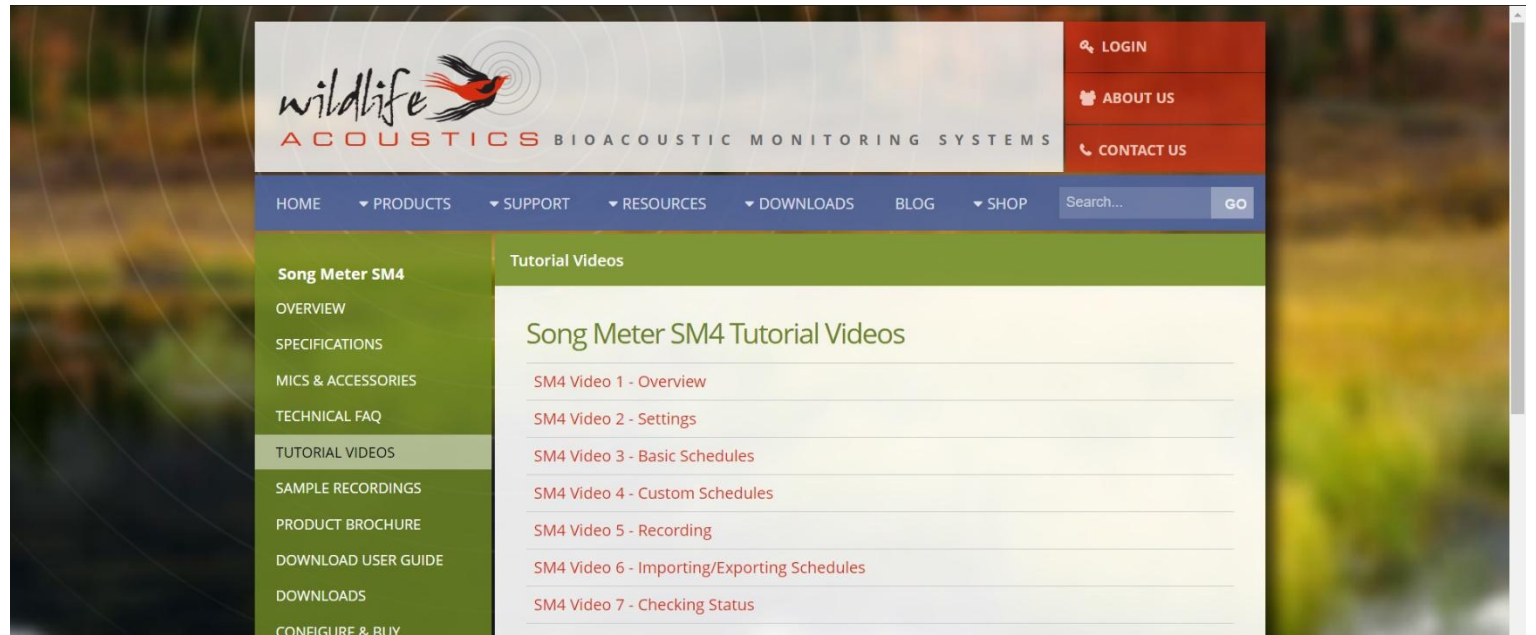 wildlife
ACOUSTICS BIOACOUSTIC MONITORING SYSTEMS
LOGIN
ABOUT US
CONTACT US
HOME PRODUCTS SUPPORT RESOURCES DOWNLOADS BLOG SHOP Search... GO
Song Meter SM4
OVERVIEW
SPECIFICATIONS
MICS & ACCESSORIES
TECHNICAL FAQ
TUTORIAL VIDEOS
SAMPLE RECORDINGS
PRODUCT BROCHURE
DOWNLOAD USER GUIDE
DOWNLOADS
CONFIGURE & BUY
Tutorial Videos
Song Meter SM4 Tutorial Videos
SM4 Video 1 - Overview
SM4 Video 2 - Settings
SM4 Video 3 - Basic Schedules
SM4 Video 4 - Custom Schedules
SM4 Video 5 - Recording
SM4 Video 6 - Importing/Exporting Schedules
SM4 Video 7 - Checking Status